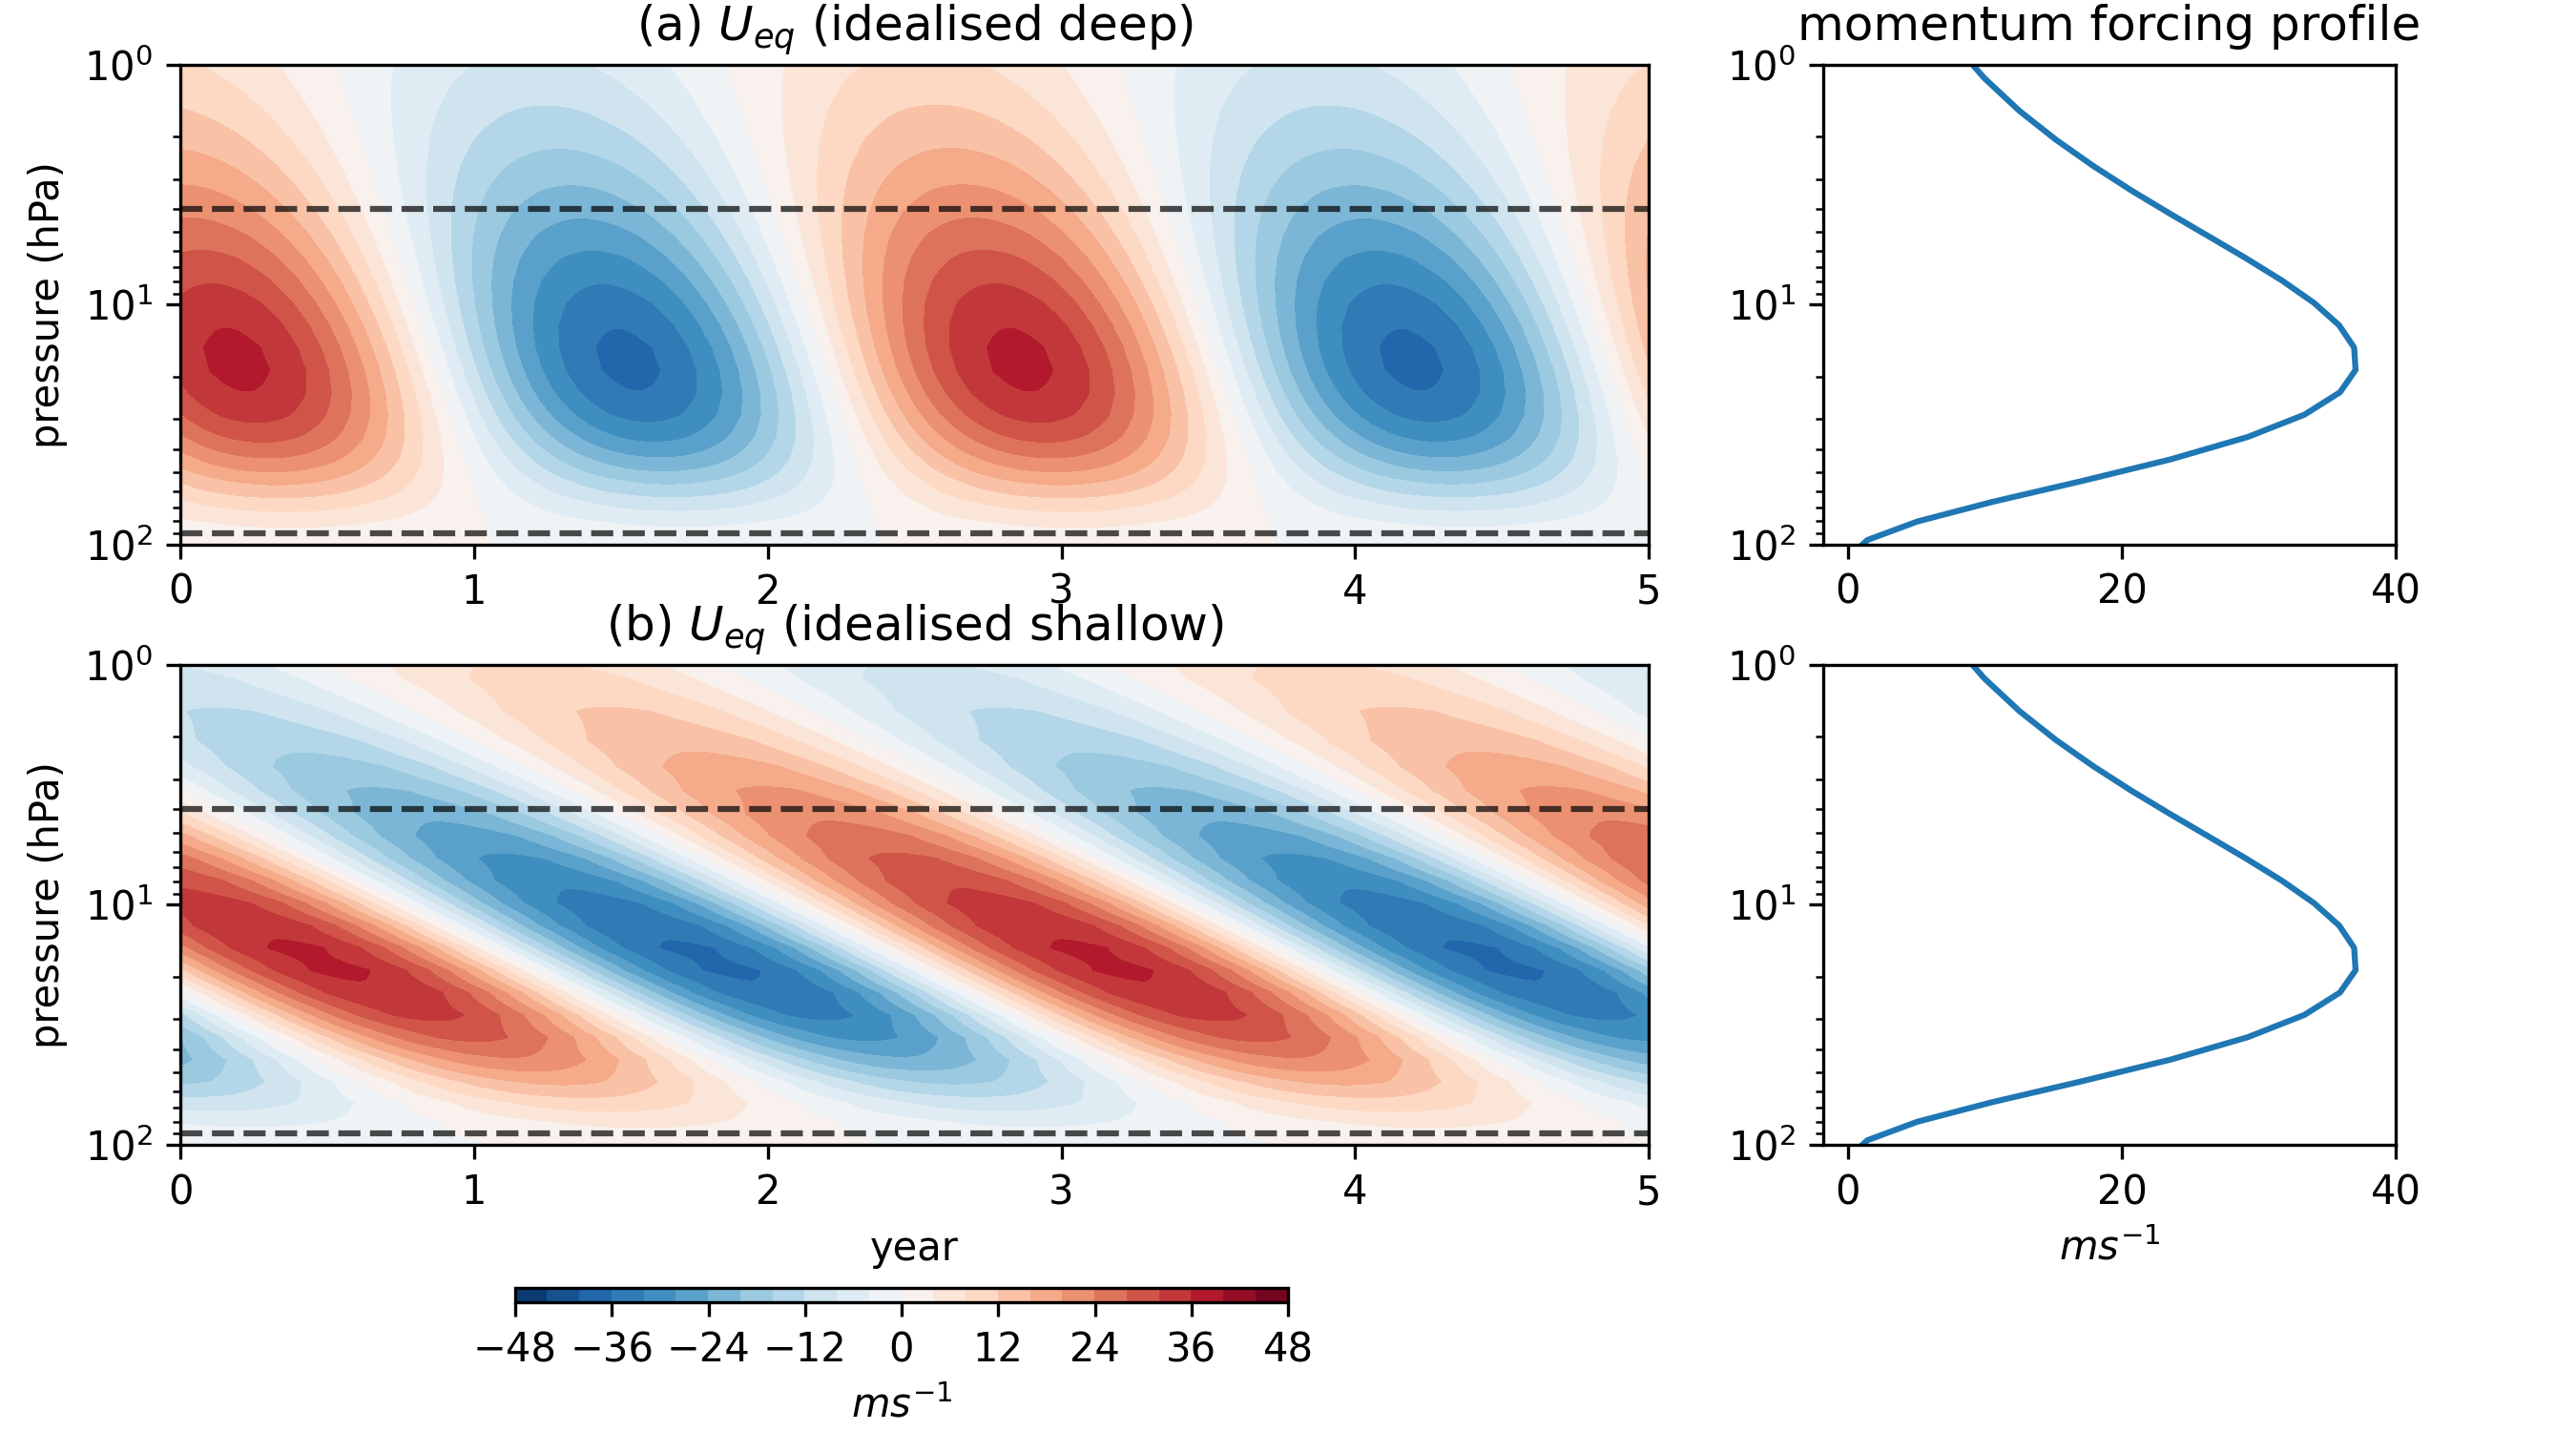 (a) U_eq (idealised deep)
momentum forcing profile
pressure (hPa)
10^0
10^1
10^2
0 1 2 3 4 5
10^0
10^1
10^2
0 20 40
(b) U_eq (idealised shallow)
pressure (hPa)
10^0
10^1
10^2
0 1 2 3 4 5
year
10^0
10^1
10^2
0 20 40
ms^−1
−48 −36 −24 −12 0 12 24 36 48
ms^−1